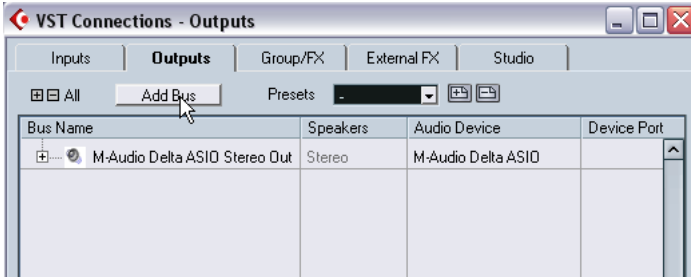 VST Connections - Outputs
Inputs Outputs Group/FX External FX Studio
All Add Bus Presets -
Bus Name Speakers Audio Device Device Port
M-Audio Delta ASIO Stereo Out Stereo M-Audio Delta ASIO